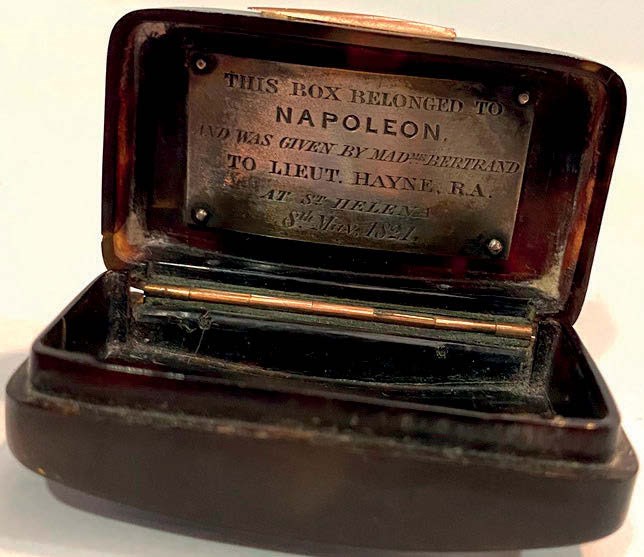 THIS BOX BELONGED TO
NAPOLEON,
AND WAS GIVEN BY MADME BERTRAND
TO LIEUT. HAYNE, R.A.
AT ST HELENA
8th May, 1821.